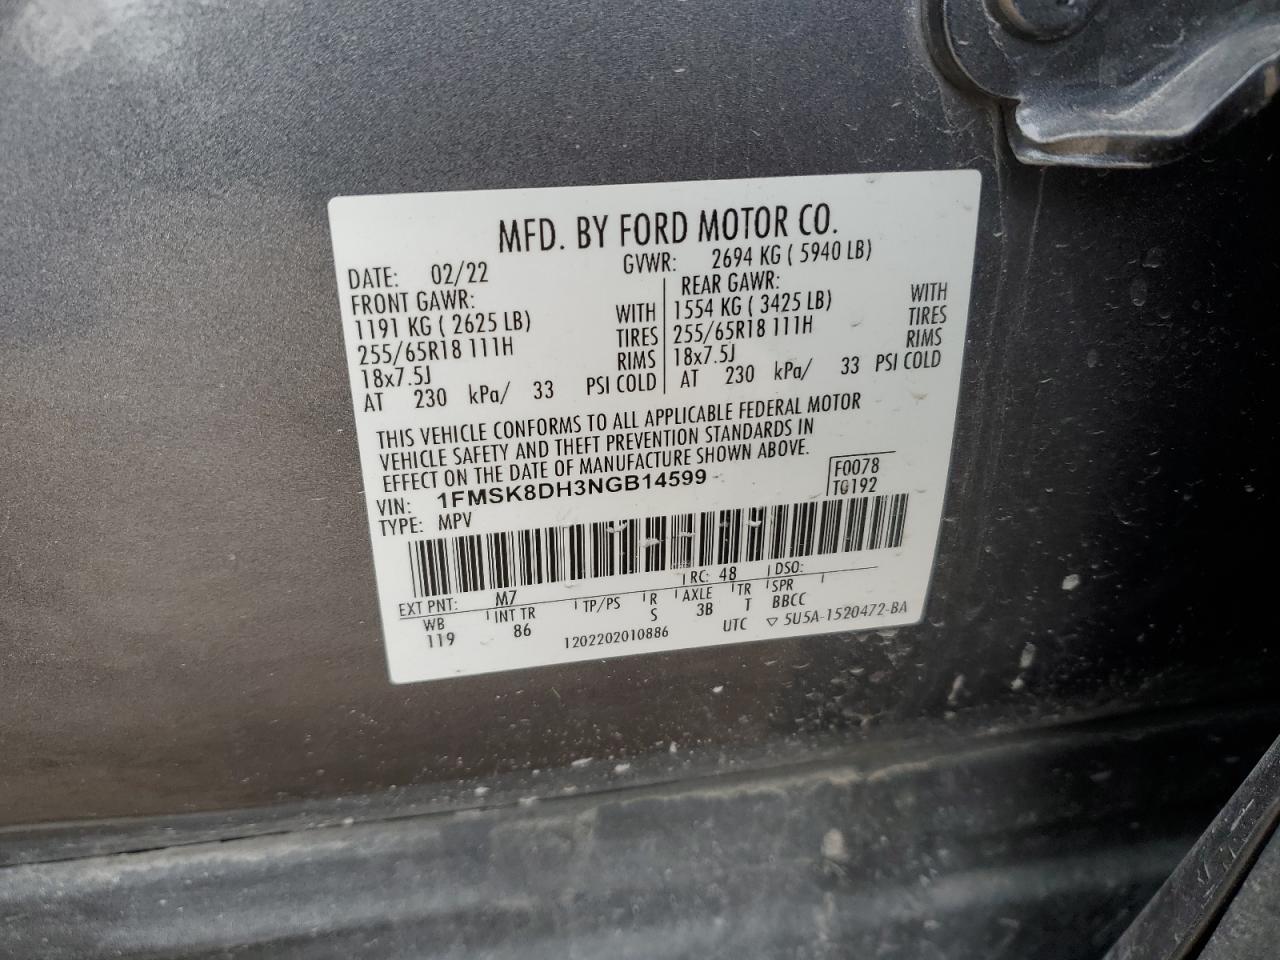 MFD. BY FORD MOTOR CO.
DATE: 02/22 GVWR: 2694 KG ( 5940 LB)
FRONT GAWR: REAR GAWR:
1191 KG ( 2625 LB) WITH 1554 KG ( 3425 LB) WITH
255/65R18 111H TIRES 255/65R18 111H TIRES
18x7.5J RIMS 18x7.5J RIMS
AT 230 kPa/ 33 PSI COLD AT 230 kPa/ 33 PSI COLD
THIS VEHICLE CONFORMS TO ALL APPLICABLE FEDERAL MOTOR
VEHICLE SAFETY AND THEFT PREVENTION STANDARDS IN
EFFECT ON THE DATE OF MANUFACTURE SHOWN ABOVE.
VIN: 1FMSK8DH3NGB14599 F0078
TYPE: MPV T0192
EXT PNT: M7 RC: 48 DSO:
WB INT TR TP/PS R AXLE TR SPR
119 86 S 3B T BBCC
1202202010886 UTC ▽ 5U5A-1520472-BA